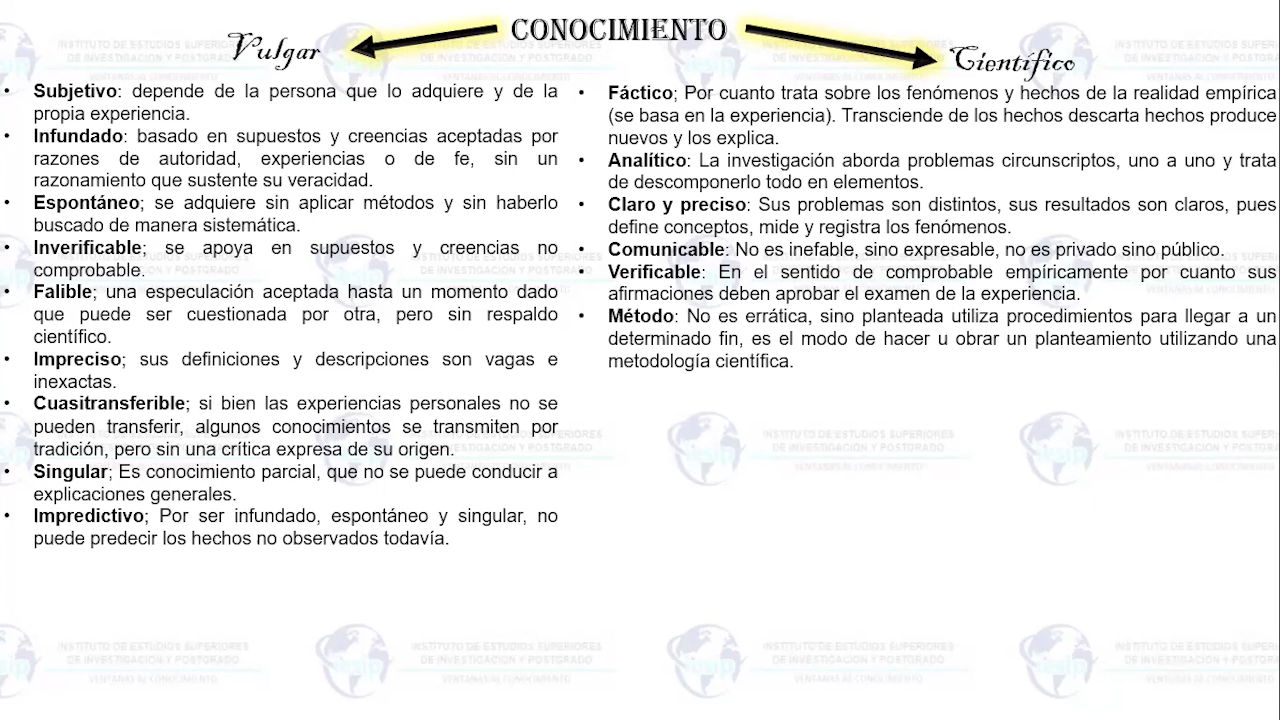 CONOCIMIENTO
Vulgar
Científico
• Subjetivo: depende de la persona que lo adquiere y de la
propia experiencia.
• Infundado: basado en supuestos y creencias aceptadas por
razones de autoridad, experiencias o de fe, sin un
razonamiento que sustente su veracidad.
• Espontáneo; se adquiere sin aplicar métodos y sin haberlo
buscado de manera sistemática.
• Inverificable; se apoya en supuestos y creencias no
comprobable.
• Falible; una especulación aceptada hasta un momento dado
que puede ser cuestionada por otra, pero sin respaldo
científico.
• Impreciso; sus definiciones y descripciones son vagas e
inexactas.
• Cuasitransferible; si bien las experiencias personales no se
pueden transferir, algunos conocimientos se transmiten por
tradición, pero sin una crítica expresa de su origen.
• Singular; Es conocimiento parcial, que no se puede conducir a
explicaciones generales.
• Impredictivo; Por ser infundado, espontáneo y singular, no
puede predecir los hechos no observados todavía.
• Fáctico; Por cuanto trata sobre los fenómenos y hechos de la realidad empírica
(se basa en la experiencia). Transciende de los hechos descarta hechos produce
nuevos y los explica.
• Analítico: La investigación aborda problemas circunscriptos, uno a uno y trata
de descomponerlo todo en elementos.
• Claro y preciso: Sus problemas son distintos, sus resultados son claros, pues
define conceptos, mide y registra los fenómenos.
• Comunicable: No es inefable, sino expresable, no es privado sino público.
• Verificable: En el sentido de comprobable empíricamente por cuanto sus
afirmaciones deben aprobar el examen de la experiencia.
• Método: No es errática, sino planteada utiliza procedimientos para llegar a un
determinado fin, es el modo de hacer u obrar un planteamiento utilizando una
metodología científica.
INSTITUTO DE ESTUDIOS SUPERIORES
DE INVESTIGACIÓN Y POSTGRADO
VENTANAS AL CONOCIMIENTO